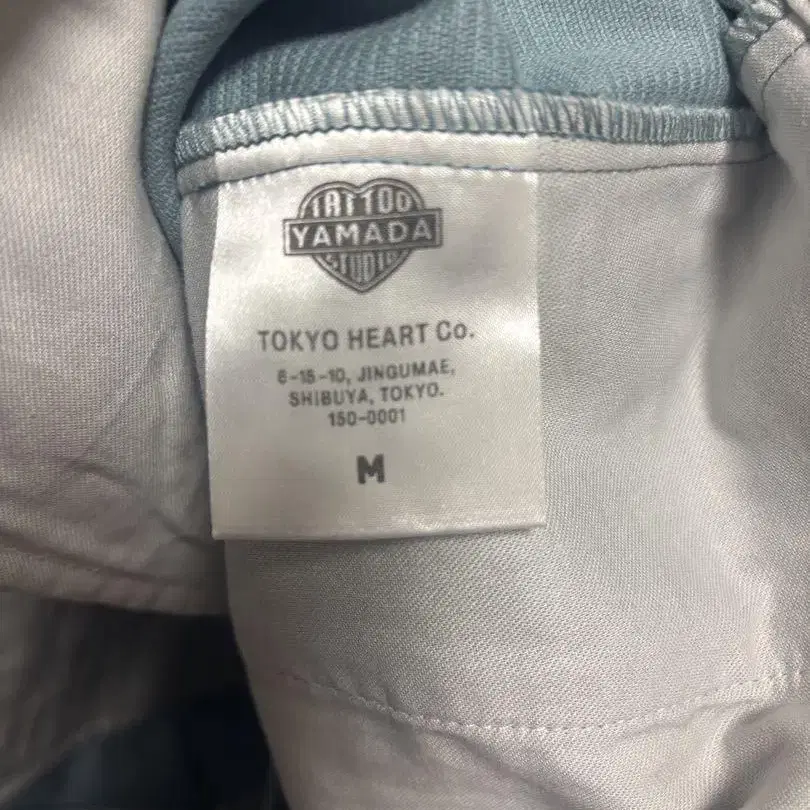 TATTOO
YAMADA
STUDIO
TOKYO HEART Co.
6-15-10, JINGUMAE,
SHIBUYA, TOKYO.
150-0001
M